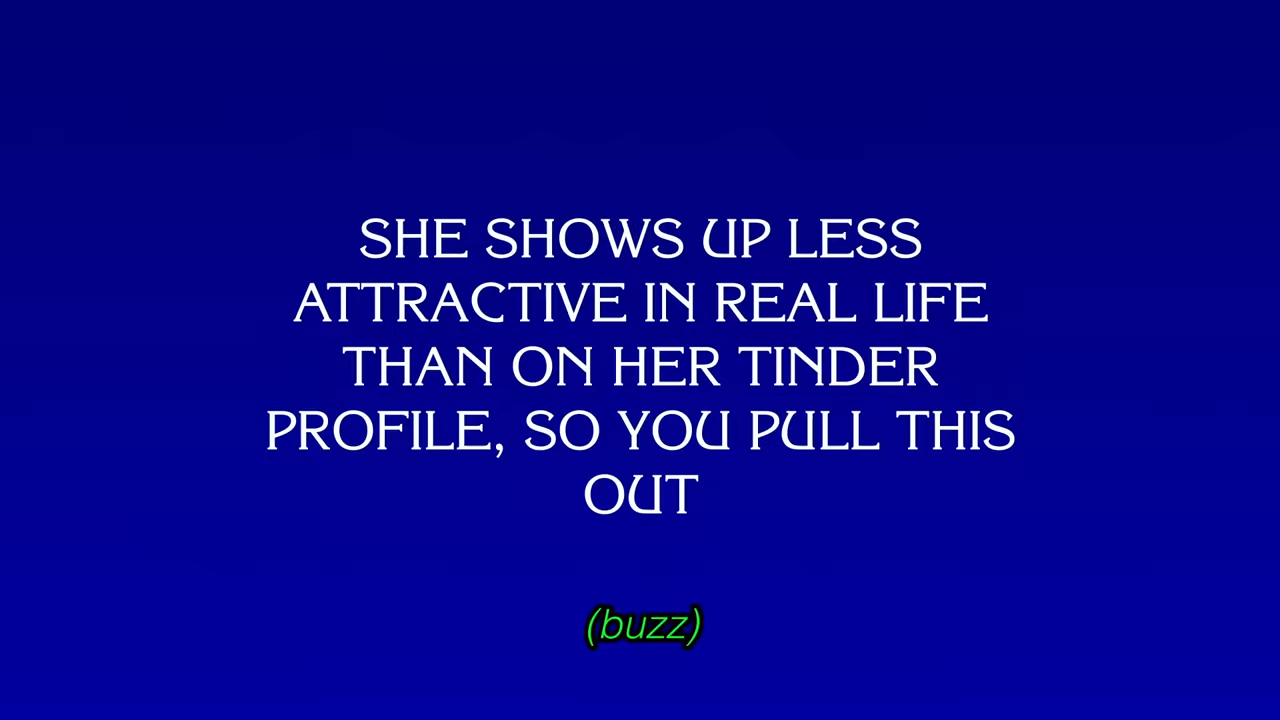 SHE SHOWS UP LESS
ATTRACTIVE IN REAL LIFE
THAN ON HER TINDER
PROFILE, SO YOU PULL THIS
OUT
(buzz)